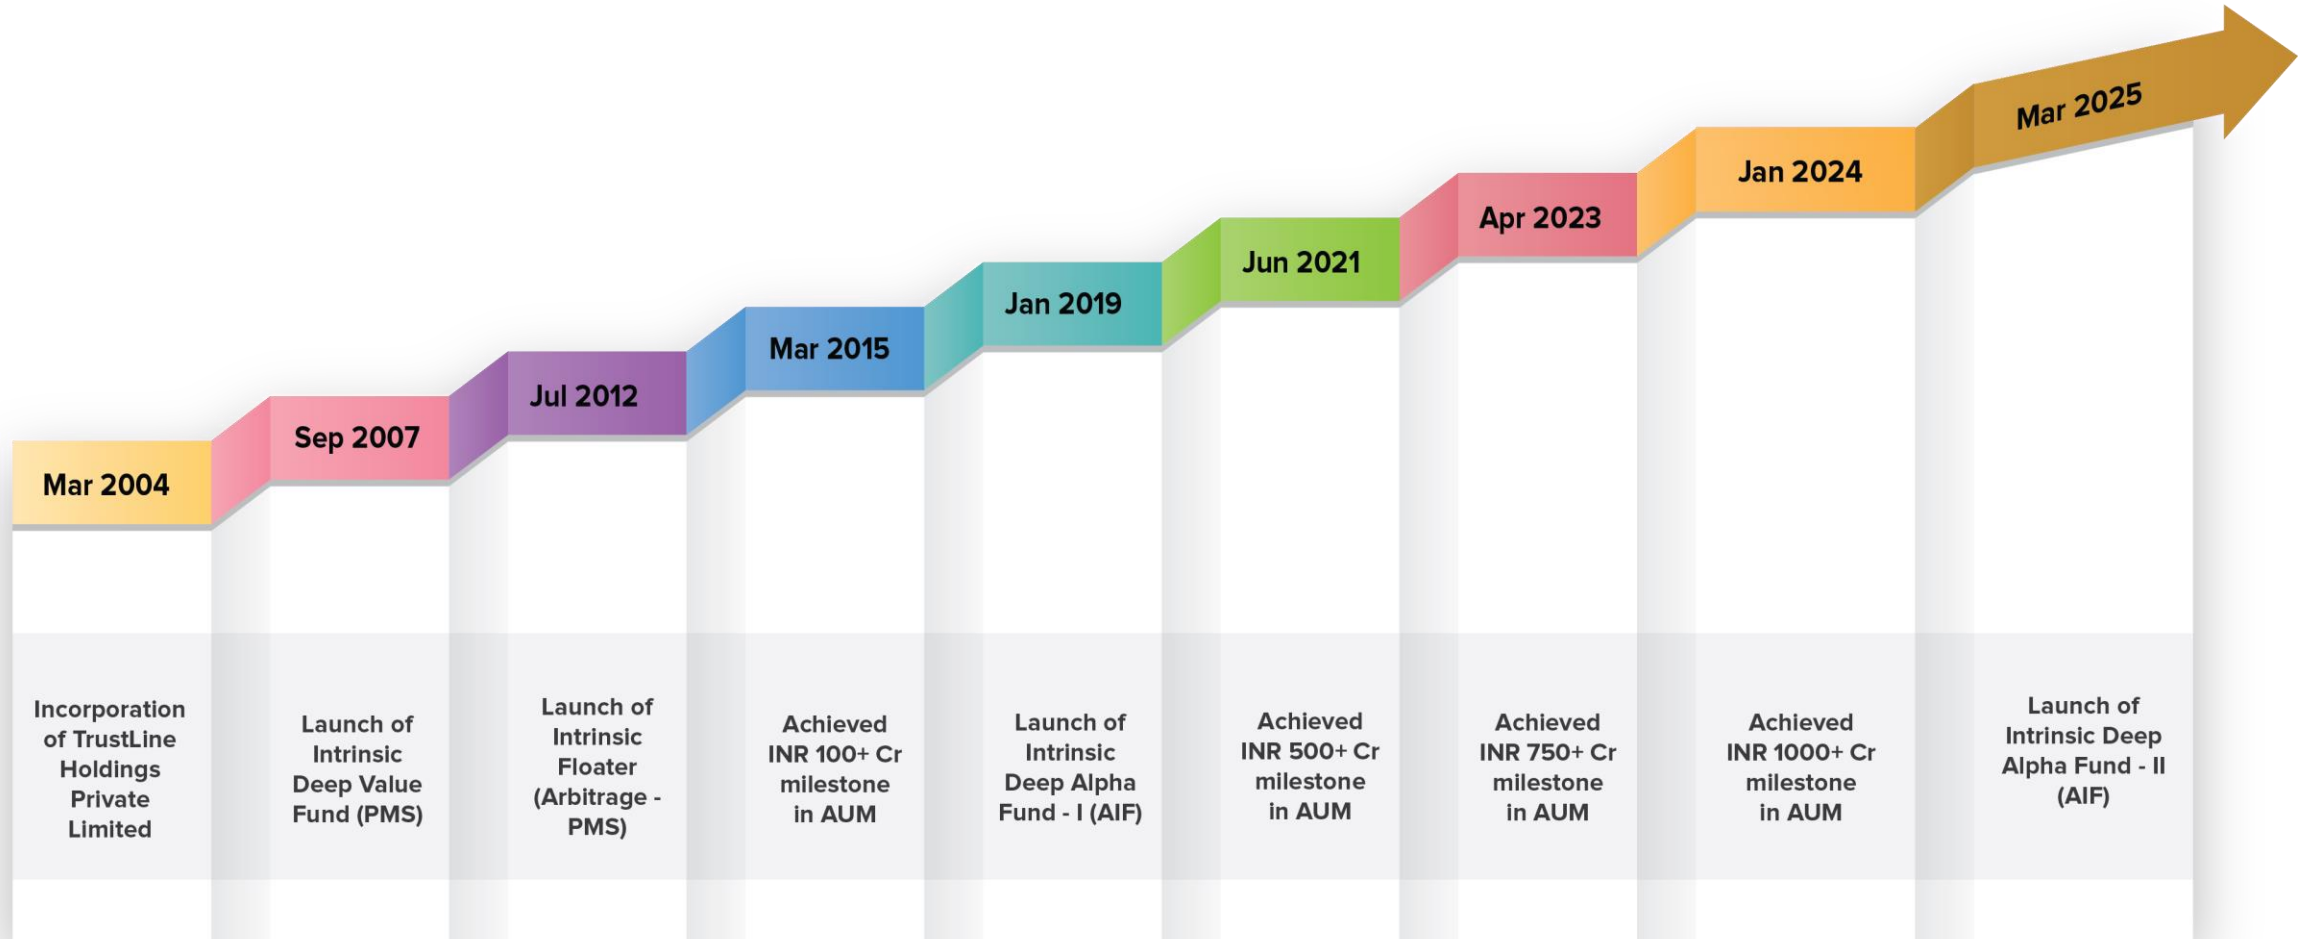 Mar 2004
Incorporation
of TrustLine
Holdings
Private
Limited
Sep 2007
Launch of
Intrinsic
Deep Value
Fund (PMS)
Jul 2012
Launch of
Intrinsic
Floater
(Arbitrage -
PMS)
Mar 2015
Achieved
INR 100+ Cr
milestone
in AUM
Jan 2019
Launch of
Intrinsic
Deep Alpha
Fund - I (AIF)
Jun 2021
Achieved
INR 500+ Cr
milestone
in AUM
Apr 2023
Achieved
INR 750+ Cr
milestone
in AUM
Jan 2024
Achieved
INR 1000+ Cr
milestone
in AUM
Mar 2025
Launch of
Intrinsic Deep
Alpha Fund - II
(AIF)